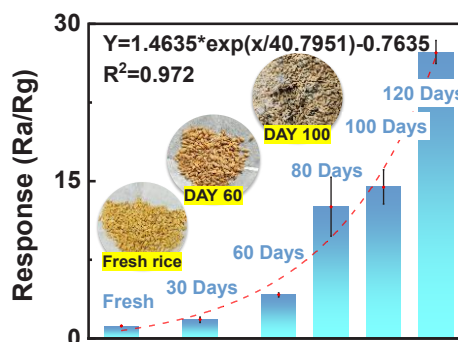 30
Y=1.4635*exp(x/40.7951)-0.7635
R²=0.972
120 Days
DAY 100
100 Days
15
80 Days
DAY 60
60 Days
Fresh rice
30 Days
Fresh
0
Response (Ra/Rg)